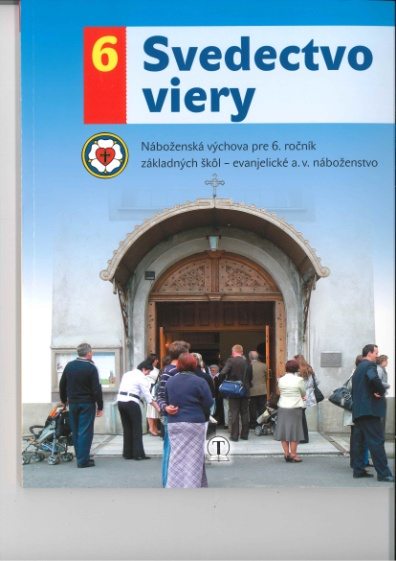 6 Svedectvo
viery
Náboženská výchova pre 6. ročník
základných škôl – evanjelické a. v. náboženstvo
T